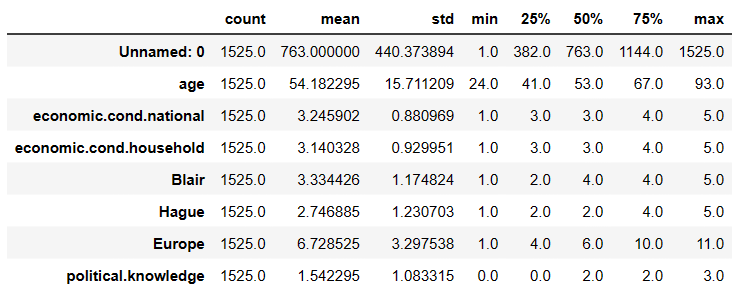 count mean std min 25% 50% 75% max
Unnamed: 0 1525.0 763.000000 440.373894 1.0 382.0 763.0 1144.0 1525.0
age 1525.0 54.182295 15.711209 24.0 41.0 53.0 67.0 93.0
economic.cond.national 1525.0 3.245902 0.880969 1.0 3.0 3.0 4.0 5.0
economic.cond.household 1525.0 3.140328 0.929951 1.0 3.0 3.0 4.0 5.0
Blair 1525.0 3.334426 1.174824 1.0 2.0 4.0 4.0 5.0
Hague 1525.0 2.746885 1.230703 1.0 2.0 2.0 4.0 5.0
Europe 1525.0 6.728525 3.297538 1.0 4.0 6.0 10.0 11.0
political.knowledge 1525.0 1.542295 1.083315 0.0 0.0 2.0 2.0 3.0